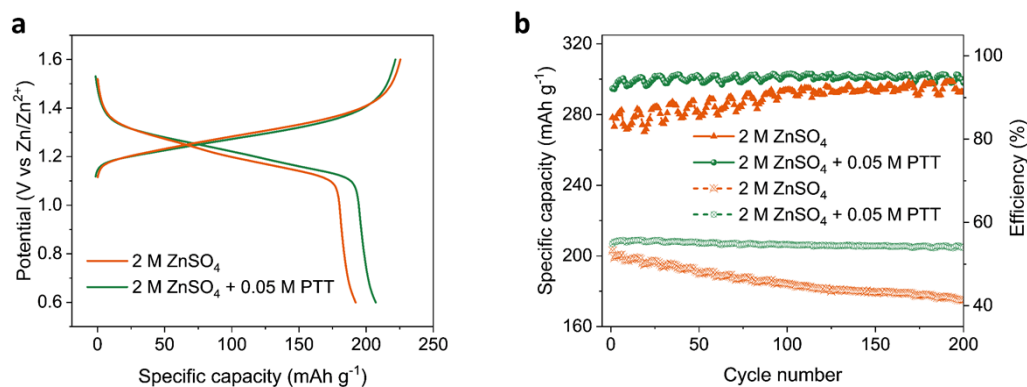 a
1.6
1.4
1.2
1.0
0.8
0.6
Potential (V vs Zn/Zn²⁺)
2 M ZnSO₄
2 M ZnSO₄ + 0.05 M PTT
0 50 100 150 200 250
Specific capacity (mAh g⁻¹)
b
320
280
240
200
160
Specific capacity (mAh g⁻¹)
2 M ZnSO₄
2 M ZnSO₄ + 0.05 M PTT
2 M ZnSO₄
2 M ZnSO₄ + 0.05 M PTT
100
80
60
40
Efficiency (%)
0 50 100 150 200
Cycle number